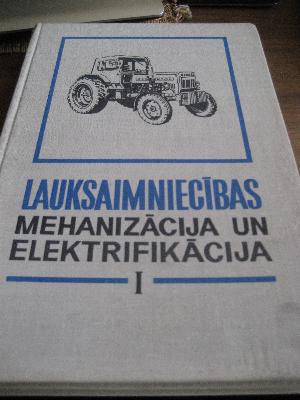 LAUKSAIMNIECĪBAS
MEHANIZĀCIJA UN
ELEKTRIFIKĀCIJA
I